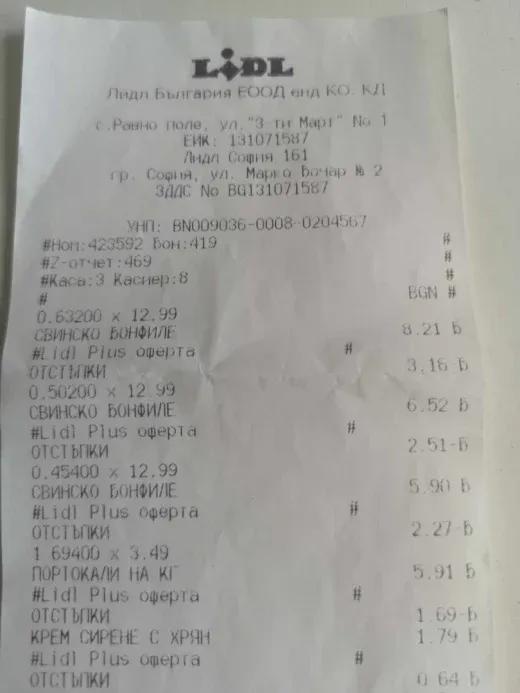 LiDL
Лидл България ЕООД енд КО. КД
с.Равно поле, ул."3-ти Март" No 1
ЕИК: 131071587
Лидл София 161
гр. София, ул. Марко Бочар № 2
ЗДДС No BG131071587
УНП: BN009036-0008-0204567
#Ном:423592 Бон:419 #
#Z-отчет:469 #
#Каса:3 Касиер:8 #
# BGN #
0.63200 x 12.99
СВИНСКО БОНФИЛЕ 8.21 Б
#Lidl Plus оферта #
ОТСТЪПКИ 3,16-Б
0.50200 x 12.99
СВИНСКО БОНФИЛЕ 6.52 Б
#Lidl Plus оферта #
ОТСТЪПКИ 2.51-Б
0.45400 x 12.99
СВИНСКО БОНФИЛЕ 5.90 Б
#Lidl Plus оферта #
ОТСТЪПКИ 2.27-Б
1 69400 x 3.49
ПОРТОКАЛИ НА КГ 5.91 Б
#Lidl Plus оферта #
ОТСТЪПКИ 1.69-Б
КРЕМ СИРЕНЕ С ХРЯН 1.79 Б
#Lidl Plus оферта #
ОТСТЪПКИ 0 64 Б